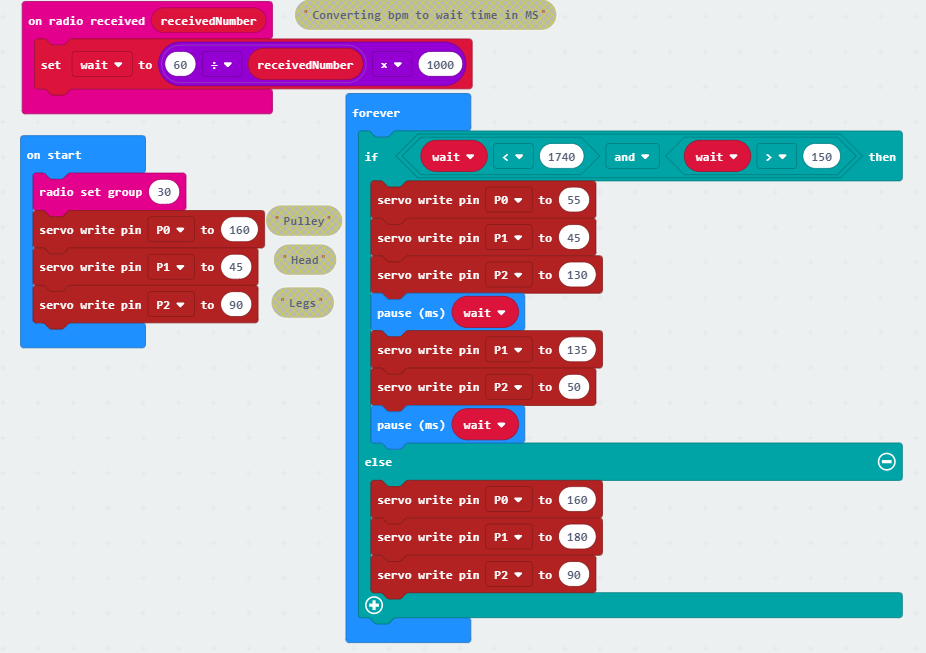 on radio received receivedNumber
"Converting bpm to wait time in MS"
set wait to 60 ÷ receivedNumber x 1000
on start
radio set group 30
servo write pin P0 to 160
"Pulley"
servo write pin P1 to 45
"Head"
servo write pin P2 to 90
"Legs"
forever
if wait < 1740 and wait > 150 then
servo write pin P0 to 55
servo write pin P1 to 45
servo write pin P2 to 130
pause (ms) wait
servo write pin P1 to 135
servo write pin P2 to 50
pause (ms) wait
else
servo write pin P0 to 160
servo write pin P1 to 180
servo write pin P2 to 90